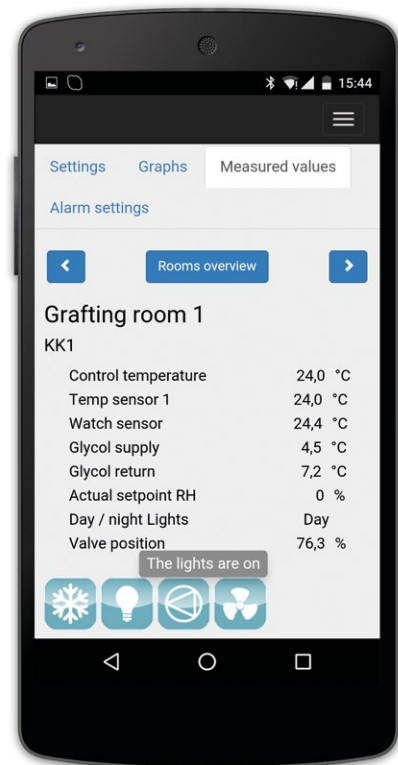 15:44
Settings Graphs Measured values
Alarm settings
Rooms overview
Grafting room 1
KK1
Control temperature 24,0 °C
Temp sensor 1 24,0 °C
Watch sensor 24,4 °C
Glycol supply 4,5 °C
Glycol return 7,2 °C
Actual setpoint RH 0 %
Day / night Lights Day
Valve position 76,3 %
The lights are on